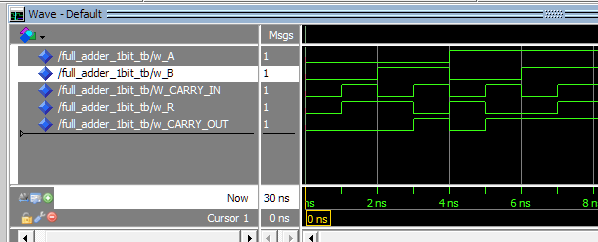 Wave - Default
Msgs
/full_adder_1bit_tb/w_A 1
/full_adder_1bit_tb/w_B 1
/full_adder_1bit_tb/W_CARRY_IN 1
/full_adder_1bit_tb/w_R 1
/full_adder_1bit_tb/w_CARRY_OUT 1
Now 30 ns ns 2 ns 4 ns 6 ns 8 n
Cursor 1 0 ns 0 ns